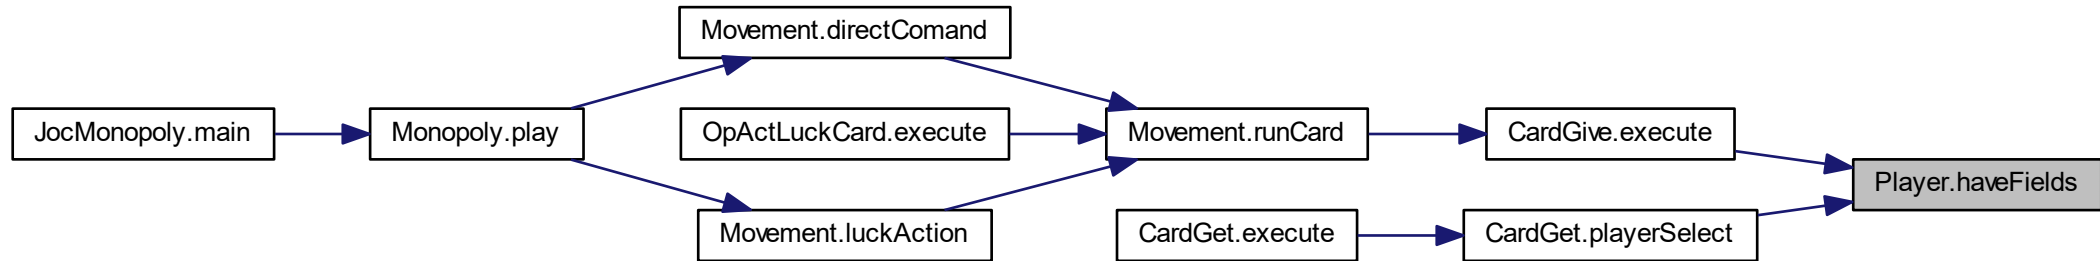 Movement.directComand
JocMonopoly.main
Monopoly.play
OpActLuckCard.execute
Movement.runCard
CardGive.execute
Player.haveFields
Movement.luckAction
CardGet.execute
CardGet.playerSelect